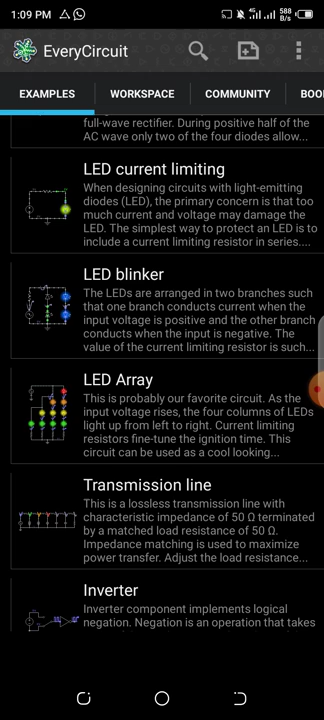 1:09 PM
588
B/s
EveryCircuit
EXAMPLES
WORKSPACE
COMMUNITY
BOO
full-wave rectifier. During positive half of the
AC wave only two of the four diodes allow...
LED current limiting
When designing circuits with light-emitting
diodes (LED), the primary concern is that too
much current and voltage may damage the
LED. The simplest way to protect an LED is to
include a current limiting resistor in series....
LED blinker
The LEDs are arranged in two branches such
that one branch conducts current when the
input voltage is positive and the other branch
conducts when the input is negative. The
value of the current limiting resistor is such...
LED Array
This is probably our favorite circuit. As the
input voltage rises, the four columns of LEDs
light up from left to right. Current limiting
resistors fine-tune the ignition time. This
circuit can be used as a cool looking...
Transmission line
This is a lossless transmission line with
characteristic impedance of 50 Ω terminated
by a matched load resistance of 50 Ω.
Impedance matching is used to maximize
power transfer. Adjust the load resistance...
Inverter
Inverter component implements logical
negation. Negation is an operation that takes